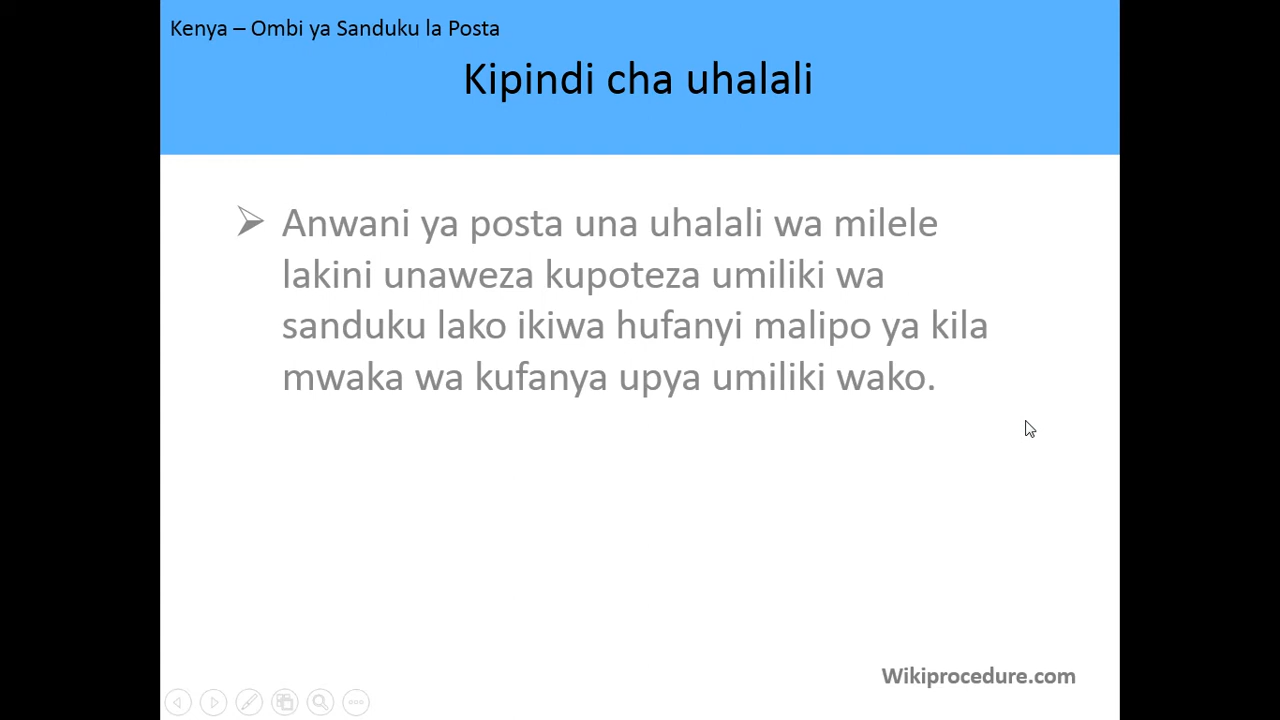 Kenya – Ombi ya Sanduku la Posta
Kipindi cha uhalali
Anwani ya posta una uhalali wa milele
lakini unaweza kupoteza umiliki wa
sanduku lako ikiwa hufanyi malipo ya kila
mwaka wa kufanya upya umiliki wako.
Wikiprocedure.com